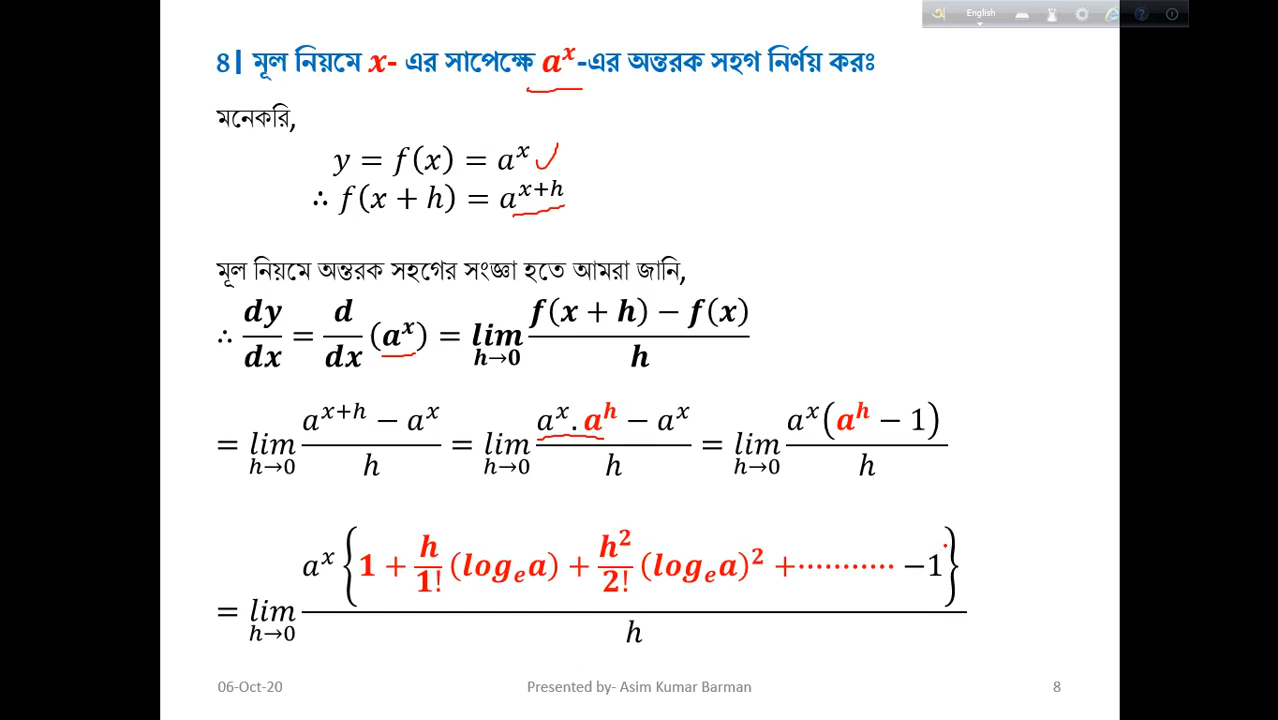 English
8| মূল নিয়মে x- এর সাপেক্ষে a^x-এর অন্তরক সহগ নির্ণয় করঃ
মনেকরি,
y = f(x) = a^x
∴ f(x + h) = a^{x+h}
মূল নিয়মে অন্তরক সহগের সংজ্ঞা হতে আমরা জানি,
∴ dy/dx = d/dx (a^x) = lim_{h→0} (f(x + h) − f(x))/h
= lim_{h→0} (a^{x+h} − a^x)/h = lim_{h→0} (a^x . a^h − a^x)/h = lim_{h→0} a^x(a^h − 1)/h
= lim_{h→0} a^x {1 + h/1! (log_e a) + h^2/2! (log_e a)^2 + ⋯⋯⋯⋯ −1} / h
06-Oct-20
Presented by- Asim Kumar Barman
8